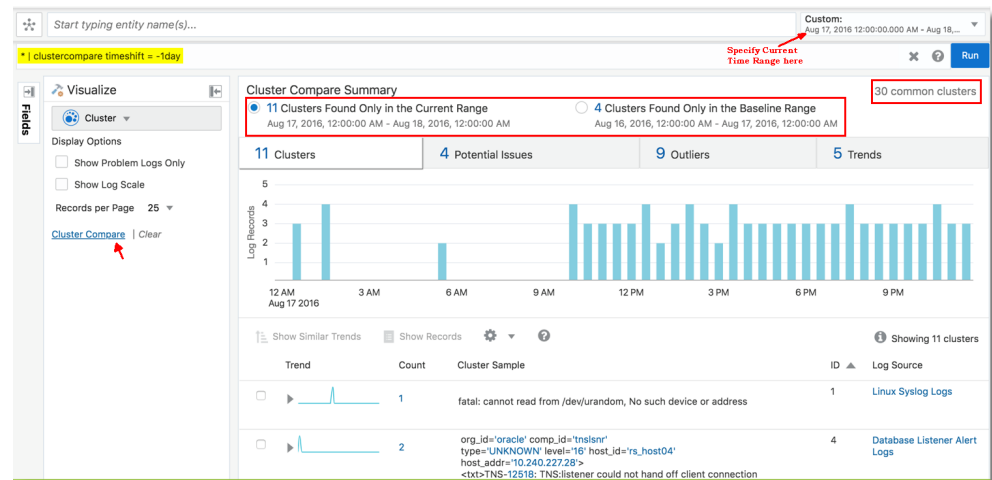 Start typing entity name(s)...
Custom:
Aug 17, 2016 12:00:00.000 AM - Aug 18,...
* | clustercompare timeshift = -1day
Specify Current
Time Range here
Run
Fields
Visualize
Cluster
Display Options
Show Problem Logs Only
Show Log Scale
Records per Page 25
Cluster Compare | Clear
Cluster Compare Summary
30 common clusters
11 Clusters Found Only in the Current Range
Aug 17, 2016, 12:00:00 AM - Aug 18, 2016, 12:00:00 AM
4 Clusters Found Only in the Baseline Range
Aug 16, 2016, 12:00:00 AM - Aug 17, 2016, 12:00:00 AM
11 Clusters
4 Potential Issues
9 Outliers
5 Trends
Log Records
5
4
3
2
1
12 AM 3 AM 6 AM 9 AM 12 PM 3 PM 6 PM 9 PM
Aug 17 2016
Show Similar Trends
Show Records
Showing 11 clusters
Trend Count Cluster Sample ID Log Source
1 fatal: cannot read from /dev/urandom, No such device or address 1 Linux Syslog Logs
2 org_id='oracle' comp_id='tnslsnr' 4 Database Listener Alert
type='UNKNOWN' level='16' host_id='rs_host04' Logs
host_addr='10.240.227.28'>
<txt>TNS-12518: TNS:listener could not hand off client connection